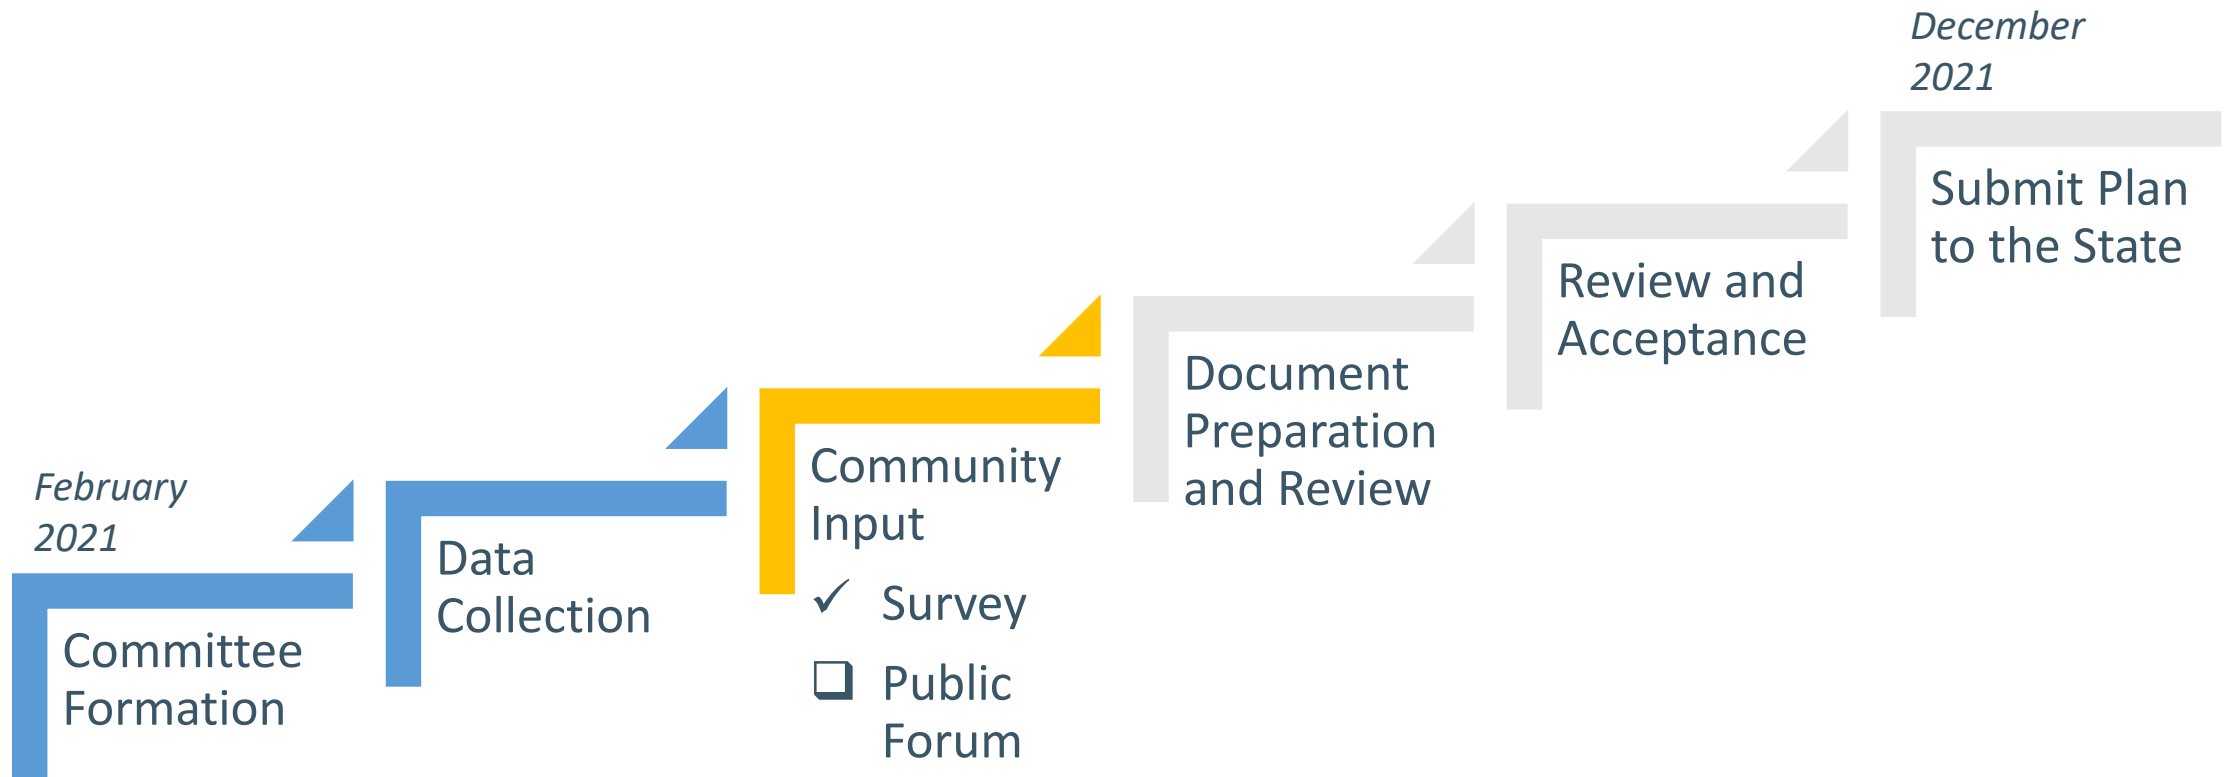 February
2021
Committee
Formation
Data
Collection
Community
Input
✓ Survey
❑ Public
Forum
Document
Preparation
and Review
Review and
Acceptance
December
2021
Submit Plan
to the State